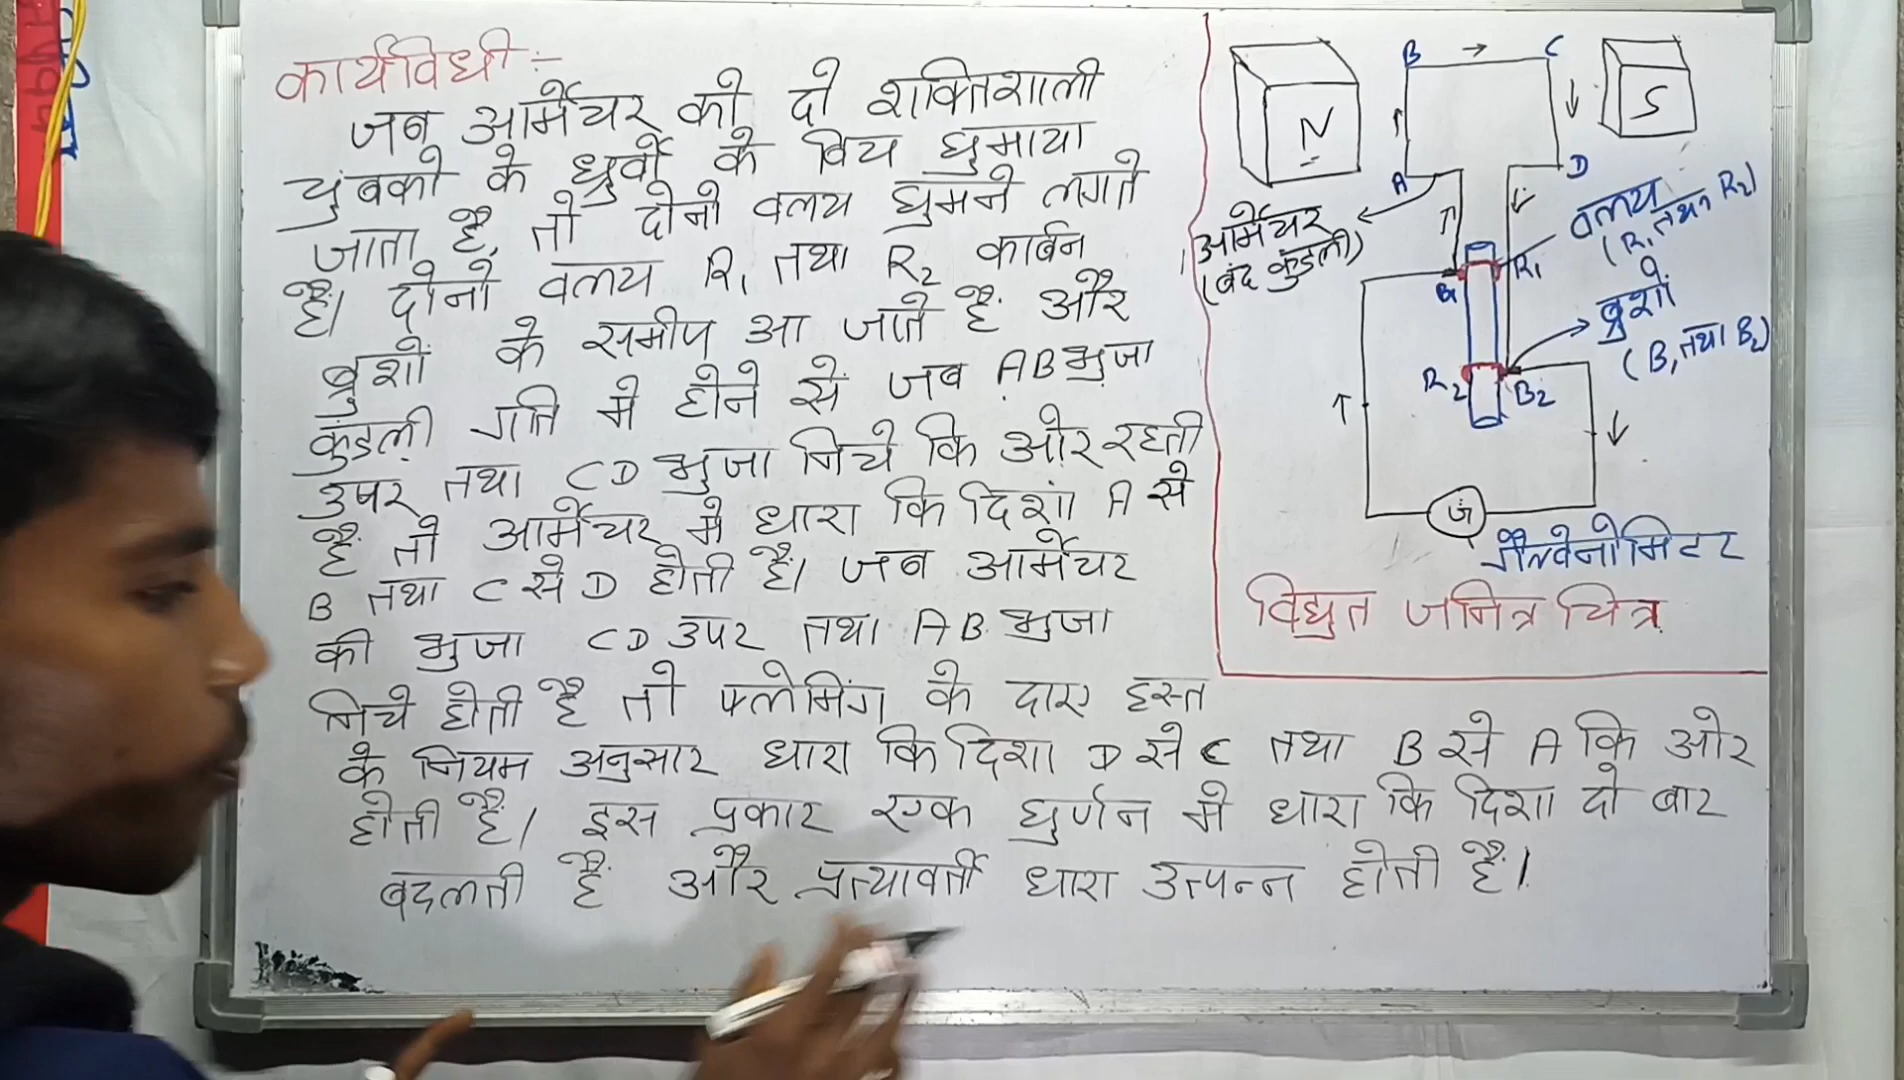 कार्यविधी :-
जब आर्मेचर को दो शक्तिशाली
चुंबको के ध्रुवों के विच घुमाया
जाता है, तो दोनो वलय घुमने लगते
है। दोनो वलय R₁ तथा R₂ कार्बन
ब्रुशों के समीप आ जाते है और
कुंडली गति मे होने से जब AB भुजा
उपर तथा CD भुजा निचे कि ओर रहती
है तो आर्मेचर मे धारा कि दिशा A से
B तथा C से D होती है। जब आर्मेचर
की भुजा CD उपर तथा AB भुजा
निचे होती है तो फ्लेमिंग के दाए हस्त
के नियम अनुसार धारा कि दिशा D से C तथा B से A कि ओर
होती है। इस प्रकार एक घुर्णन मे धारा कि दिशा दो बार
बदलती है और प्रत्यावर्ती धारा उत्पन्न होती है।
N
B
C
S
A
D
आर्मेचर
(बंद कुंडली)
वलय
(R₁ तथा R₂)
B₁
R₁
ब्रुशो
(B₁ तथा B₂)
R₂
B₂
गैल्वेनोमिटर
विद्युत जनित्र चित्र